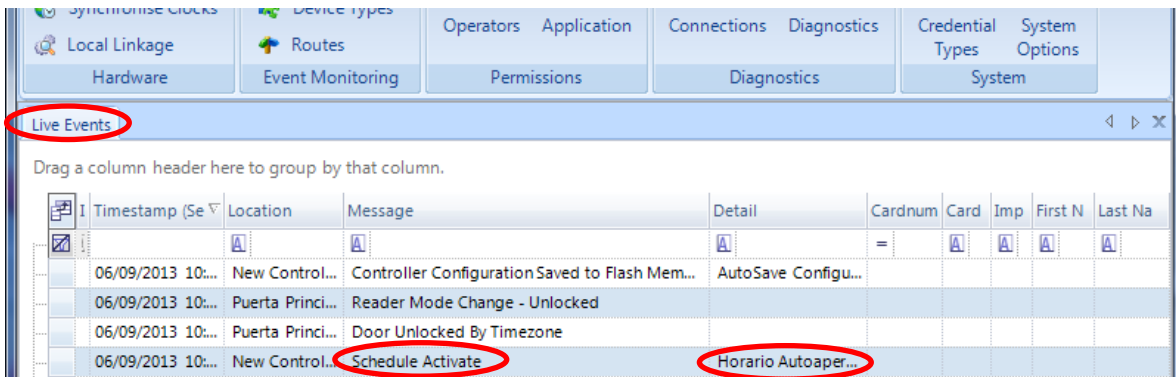 Synchronise Clocks Device Types
Operators Application Connections Diagnostics Credential Types System Options
Local Linkage Routes
Hardware Event Monitoring Permissions Diagnostics System
Live Events
Drag a column header here to group by that column.
I Timestamp (Se Location Message Detail Cardnum Card Imp First N Last Na
A A A = A A A A
06/09/2013 10:... New Control... Controller Configuration Saved to Flash Mem... AutoSave Configu...
06/09/2013 10:... Puerta Princi... Reader Mode Change - Unlocked
06/09/2013 10:... Puerta Princi... Door Unlocked By Timezone
06/09/2013 10:... New Control... Schedule Activate Horario Autoaper...